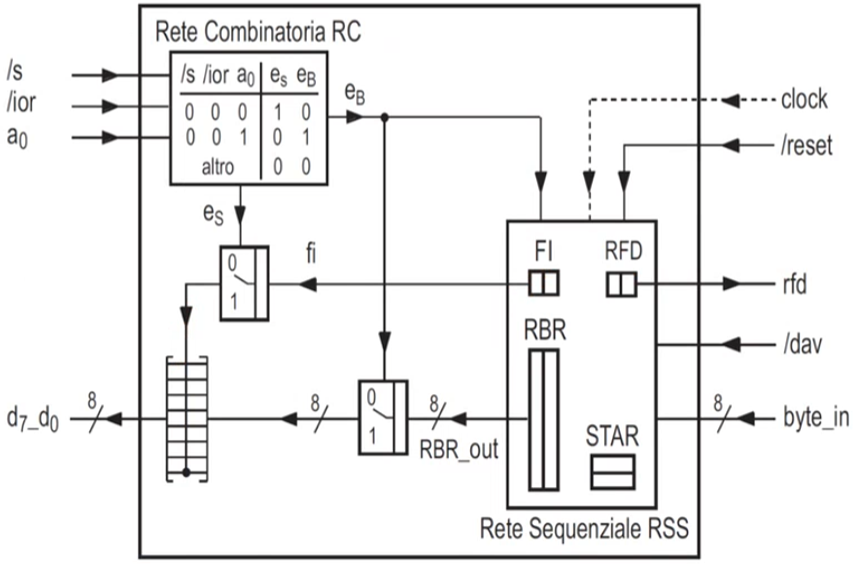 Rete Combinatoria RC
/s
/ior
a0
/s /ior a0 es eB
0 0 0 1 0
0 0 1 0 1
altro 0 0
eB
clock
/reset
eS
fi
0
1
FI
RFD
rfd
RBR
/dav
d7_d0
8
8
0
1
8
RBR_out
8
byte_in
STAR
Rete Sequenziale RSS